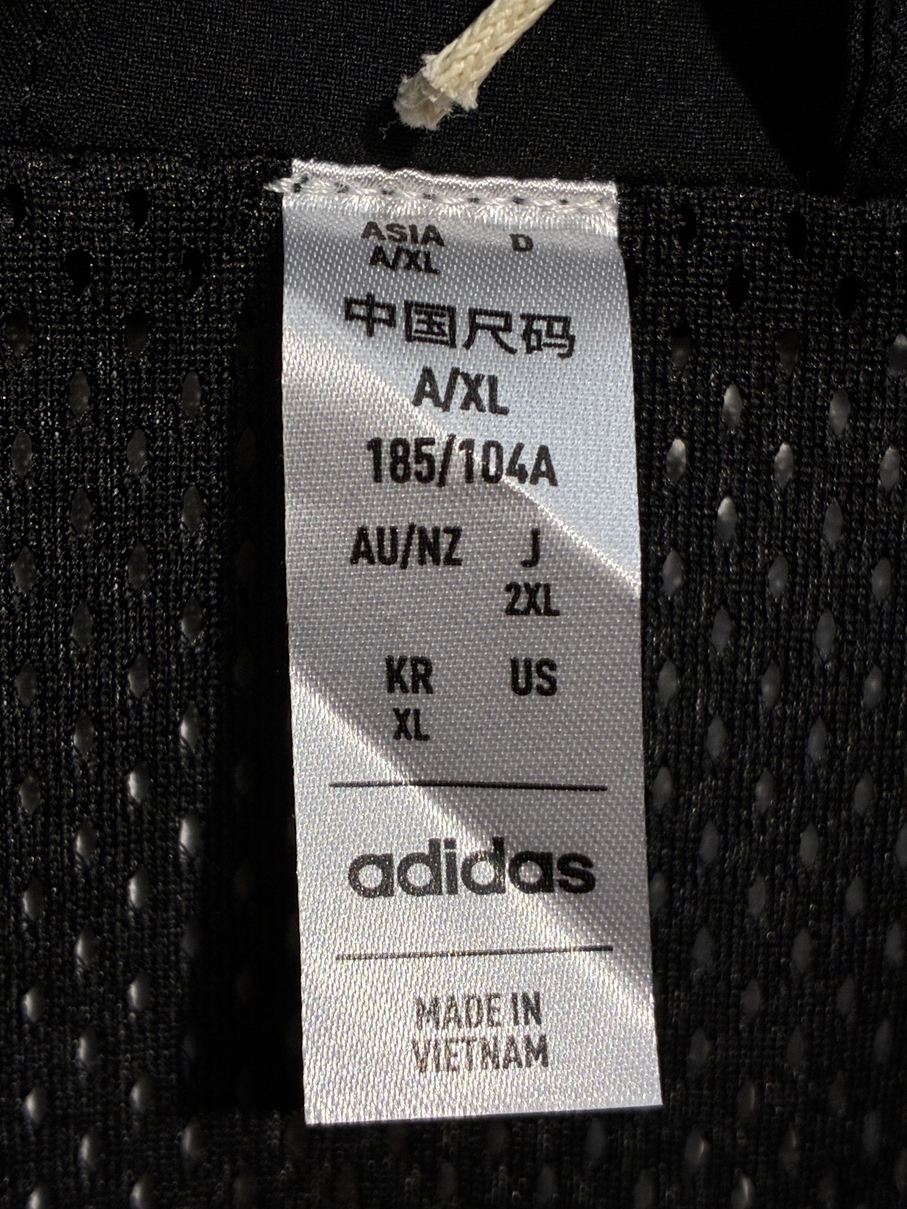 ASIA D
A/XL
中国尺码
A/XL
185/104A
AU/NZ J
2XL
KR US
XL
adidas
MADE IN
VIETNAM